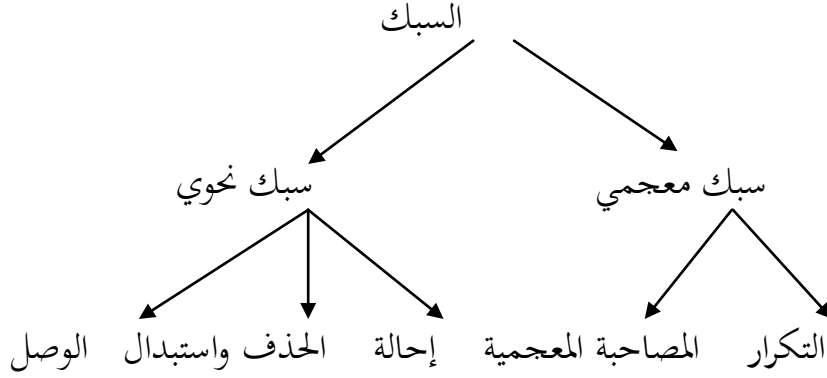 السبك
سبك معجمي سبك نحوي
التكرار المصاحبة المعجمية إحالة الحذف واستبدال الوصل